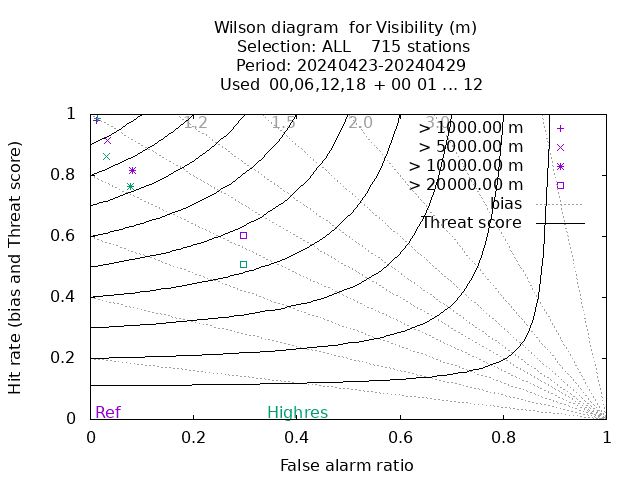 Wilson diagram  for Visibility (m)
Selection: ALL    715 stations
Period: 20240423-20240429
Used  00,06,12,18 + 00 01 ... 12
1.2 1.5 2.0 3.0
> 1000.00 m
> 5000.00 m
> 10000.00 m
> 20000.00 m
bias
Threat score
Hit rate (bias and Threat score)
1
0.8
0.6
0.4
0.2
0
Ref Highres
0 0.2 0.4 0.6 0.8 1
False alarm ratio